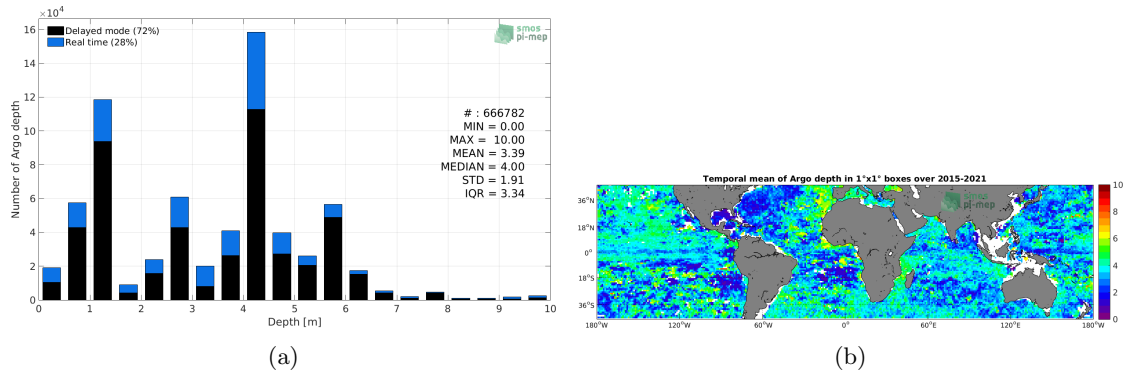 ×10⁴
16
14
12
10
8
6
4
2
0
Number of Argo depth
Delayed mode (72%)
Real time (28%)
smos
pi-mep
# : 666782
MIN = 0.00
MAX = 10.00
MEAN = 3.39
MEDIAN = 4.00
STD = 1.91
IQR = 3.34
0 1 2 3 4 5 6 7 8 9 10
Depth [m]
(a)
Temporal mean of Argo depth in 1°x1° boxes over 2015-2021
smos
pi-mep
36°N
18°N
0°
18°S
36°S
180°W 120°W 60°W 0° 60°E 120°E 180°W
10
8
6
4
2
0
(b)